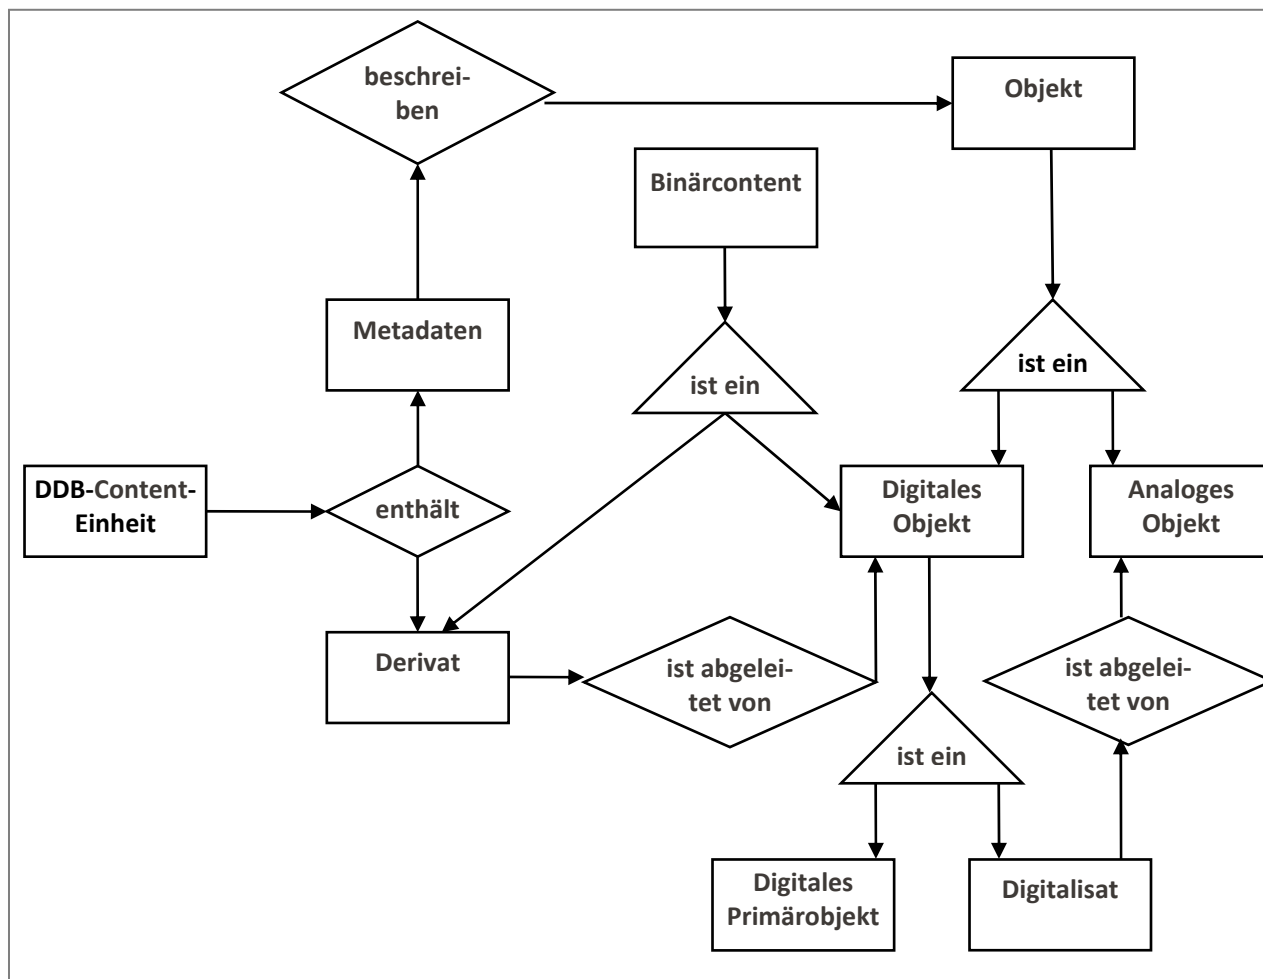 beschrei-
ben
Objekt
Binärcontent
Metadaten
ist ein
ist ein
DDB-Content-
Einheit
enthält
Digitales
Objekt
Analoges
Objekt
Derivat
ist abgelei-
tet von
ist abgelei-
tet von
ist ein
Digitales
Primärobjekt
Digitalisat